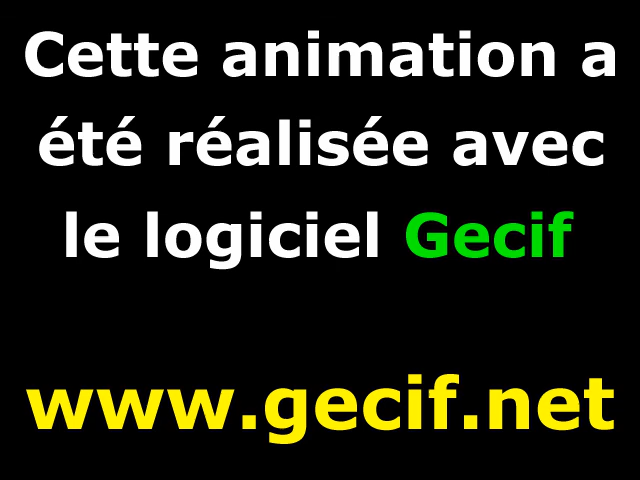 Cette animation a
été réalisée avec
le logiciel Gecif
www.gecif.net